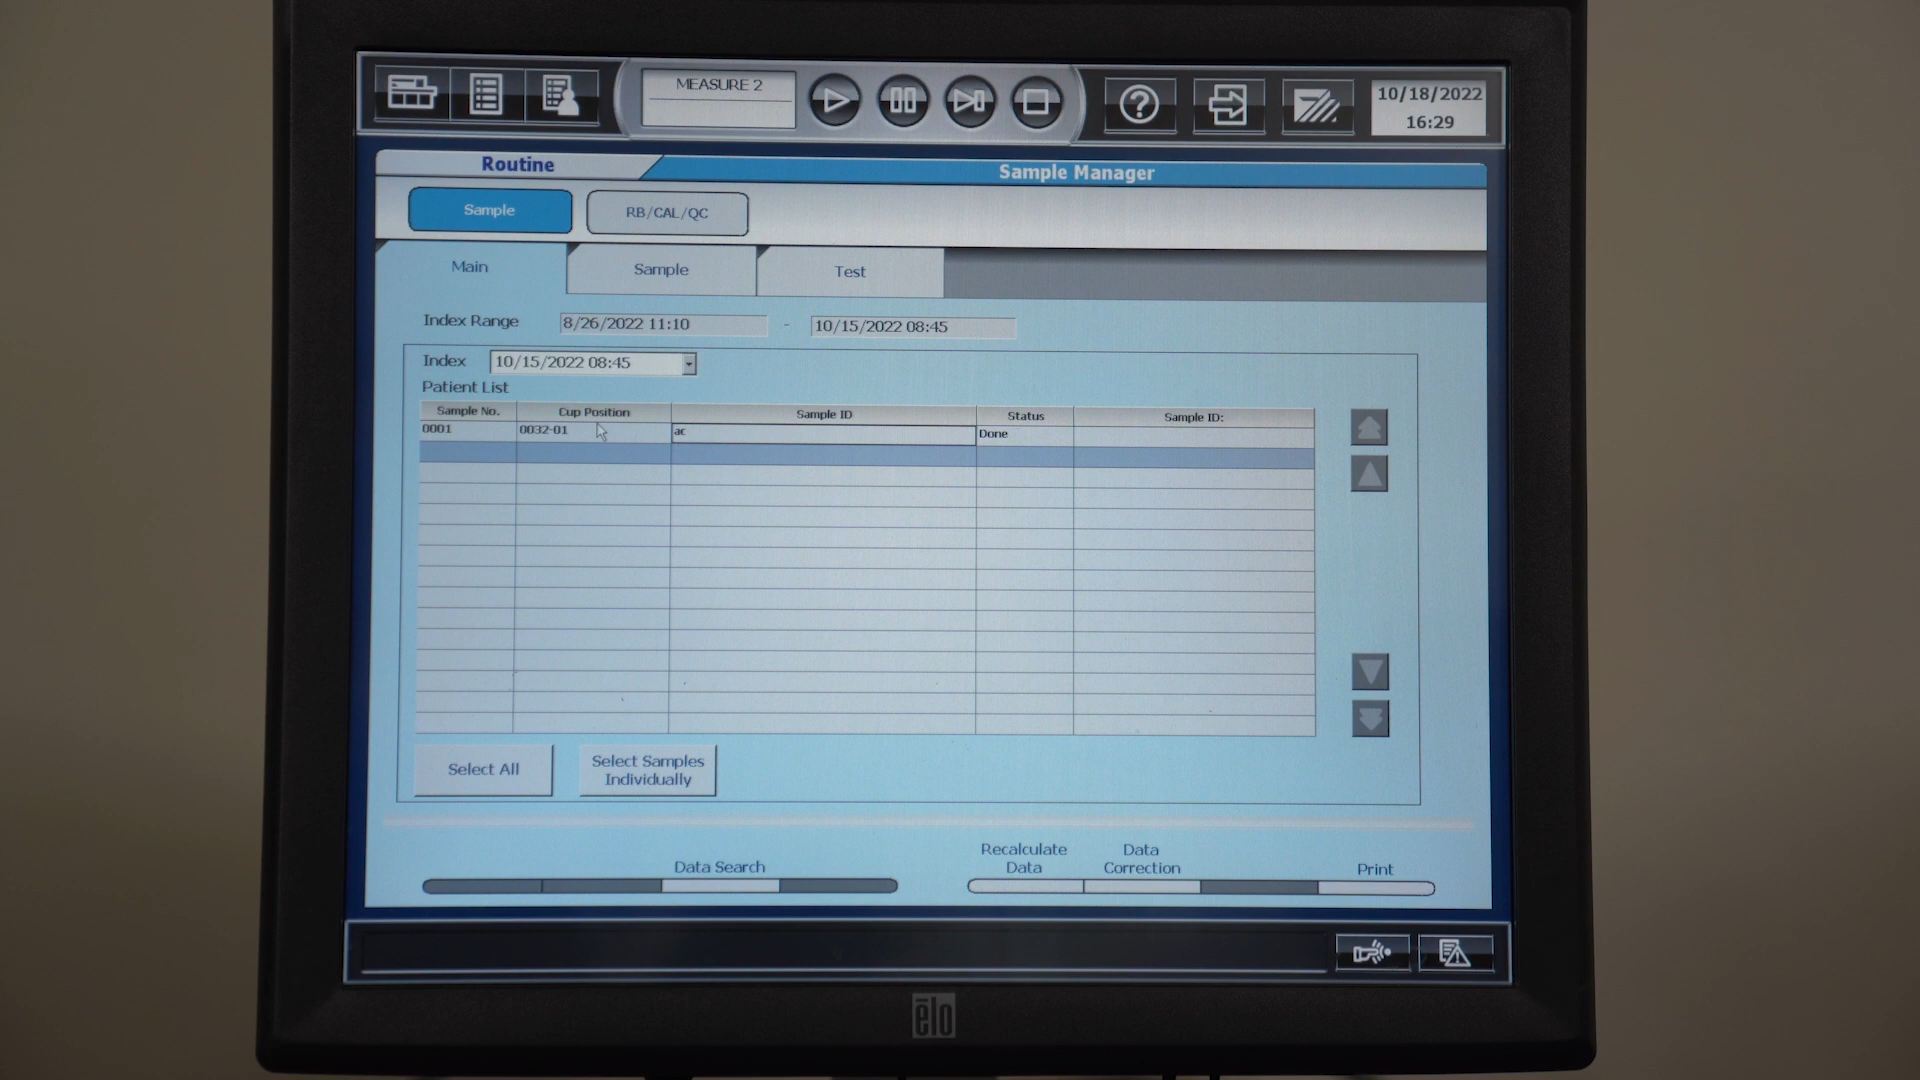 MEASURE 2
10/18/2022
16:29
Routine
Sample Manager
Sample
RB/CAL/QC
Main
Sample
Test
Index Range
8/26/2022 11:10
-
10/15/2022 08:45
Index
10/15/2022 08:45
Patient List
Sample No.
Cup Position
Sample ID
Status
Sample ID:
0001
0032-01
ac
Done
Select All
Select Samples
Individually
Data Search
Recalculate
Data
Data
Correction
Print
elo